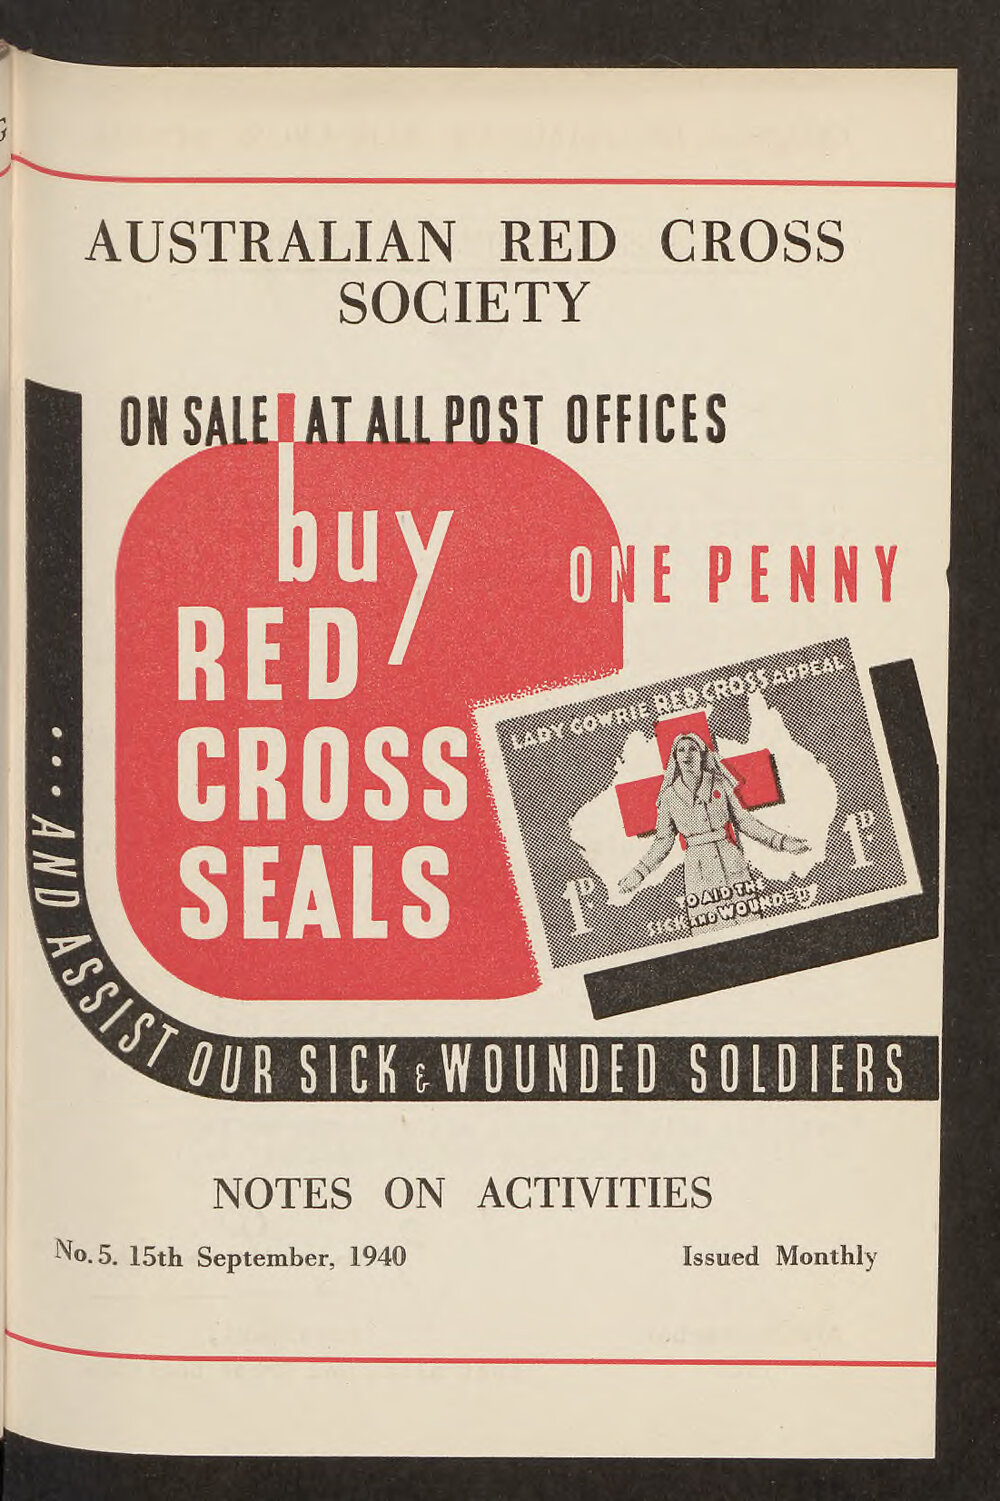 AUSTRALIAN RED CROSS
SOCIETY
ON SALE AT ALL POST OFFICES
buy
RED
CROSS
SEALS
ONE PENNY
LADY GOWRIE RED CROSS APPEAL
1D
1D
TO AID THE
SICK AND WOUNDED
... AND ASSIST OUR SICK & WOUNDED SOLDIERS
NOTES ON ACTIVITIES
No. 5. 15th September, 1940
Issued Monthly